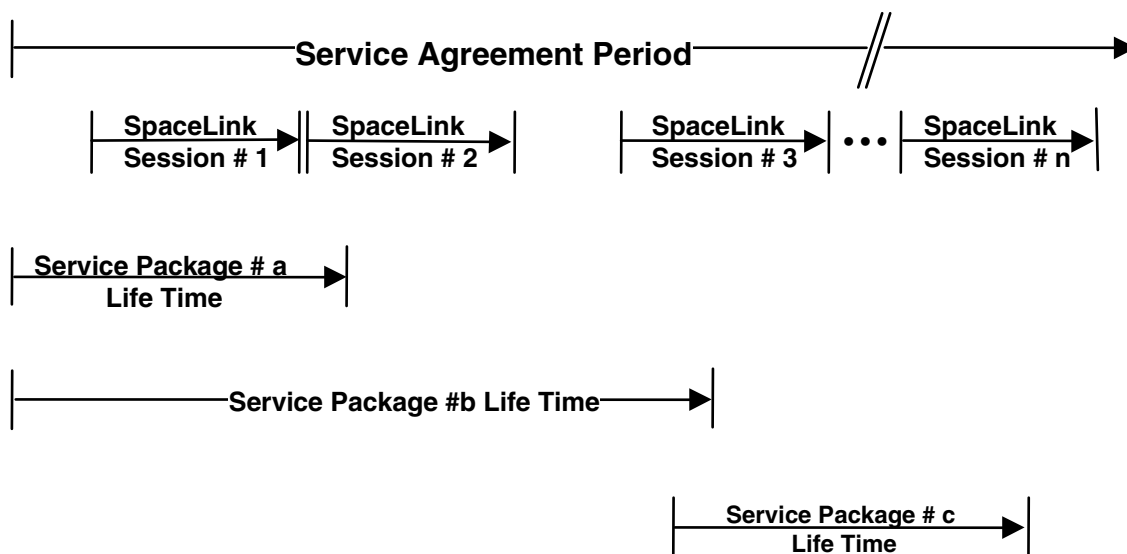 Service Agreement Period
SpaceLink
Session # 1
SpaceLink
Session # 2
SpaceLink
Session # 3
SpaceLink
Session # n
Service Package # a
Life Time
Service Package #b Life Time
Service Package # c
Life Time